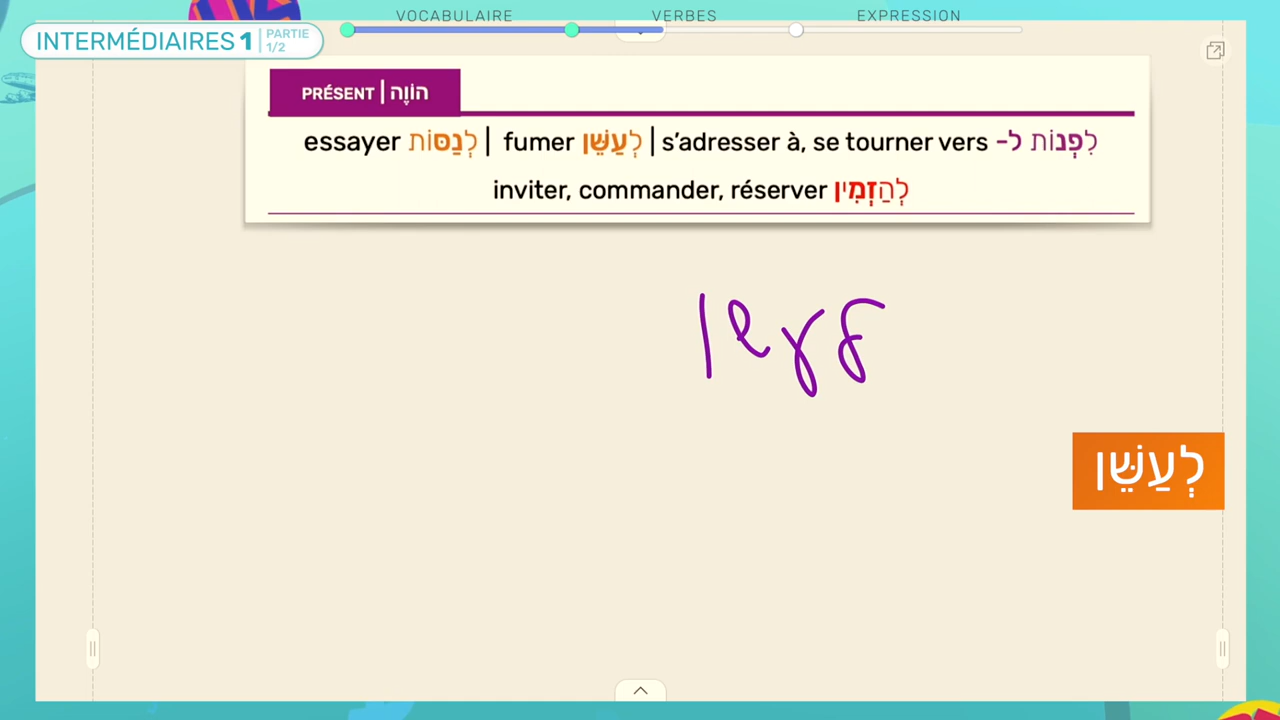 VOCABULAIRE VERBES EXPRESSION
INTERMÉDIAIRES 1 | PARTIE 1/2
PRÉSENT | הוֹוֶה
לִפְנוֹת ל- s'adresser à, se tourner vers | לְעַשֵּׁן fumer | לְנַסּוֹת essayer
לְהַזְמִין inviter, commander, réserver
לעשן
לְעַשֵּׁן